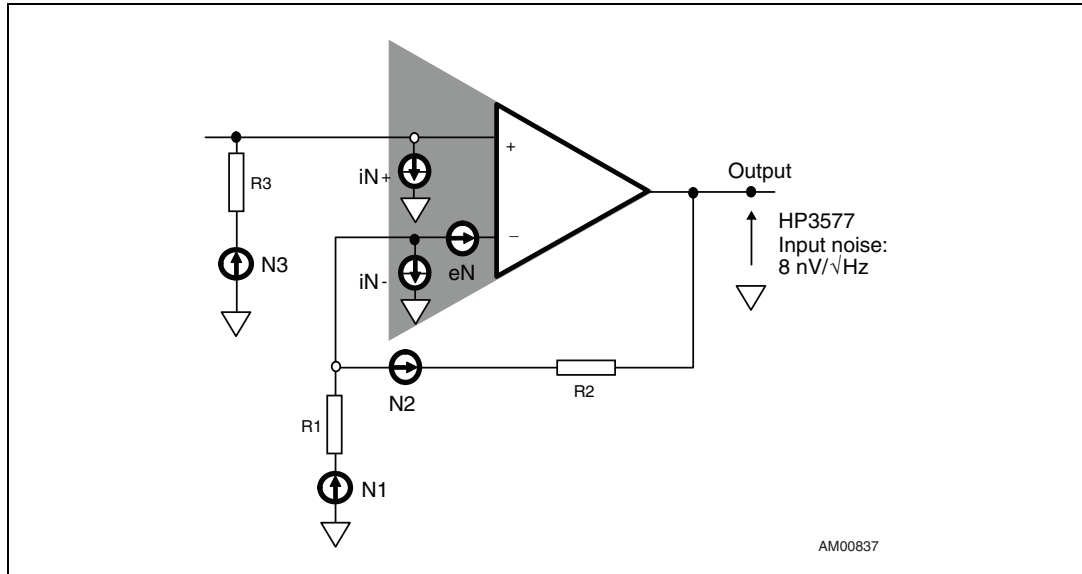 Output
+
R3
iN+
HP3577
Input noise:
8 nV/√Hz
−
N3
iN-
eN
N2
R2
R1
N1
AM00837